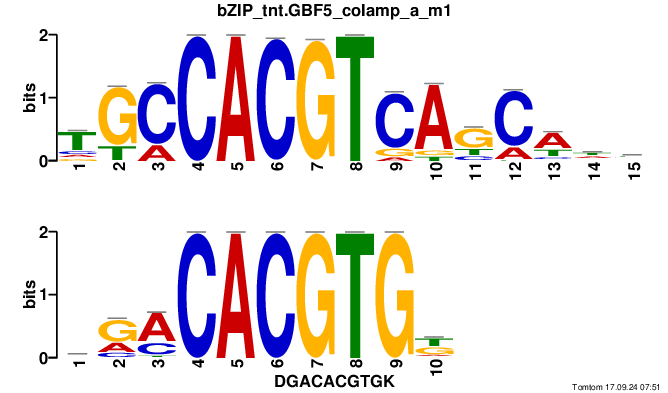 bZIP_tnt.GBF5_colamp_a_m1
bits
2
1
0
T G C C A C G T C A G C A
1 2 3 4 5 6 7 8 9 10 11 12 13 14 15
bits
2
1
0
G A C A C G T G T
1 2 3 4 5 6 7 8 9 10
DGACACGTGK
Tomtom 17.09.24 07:51